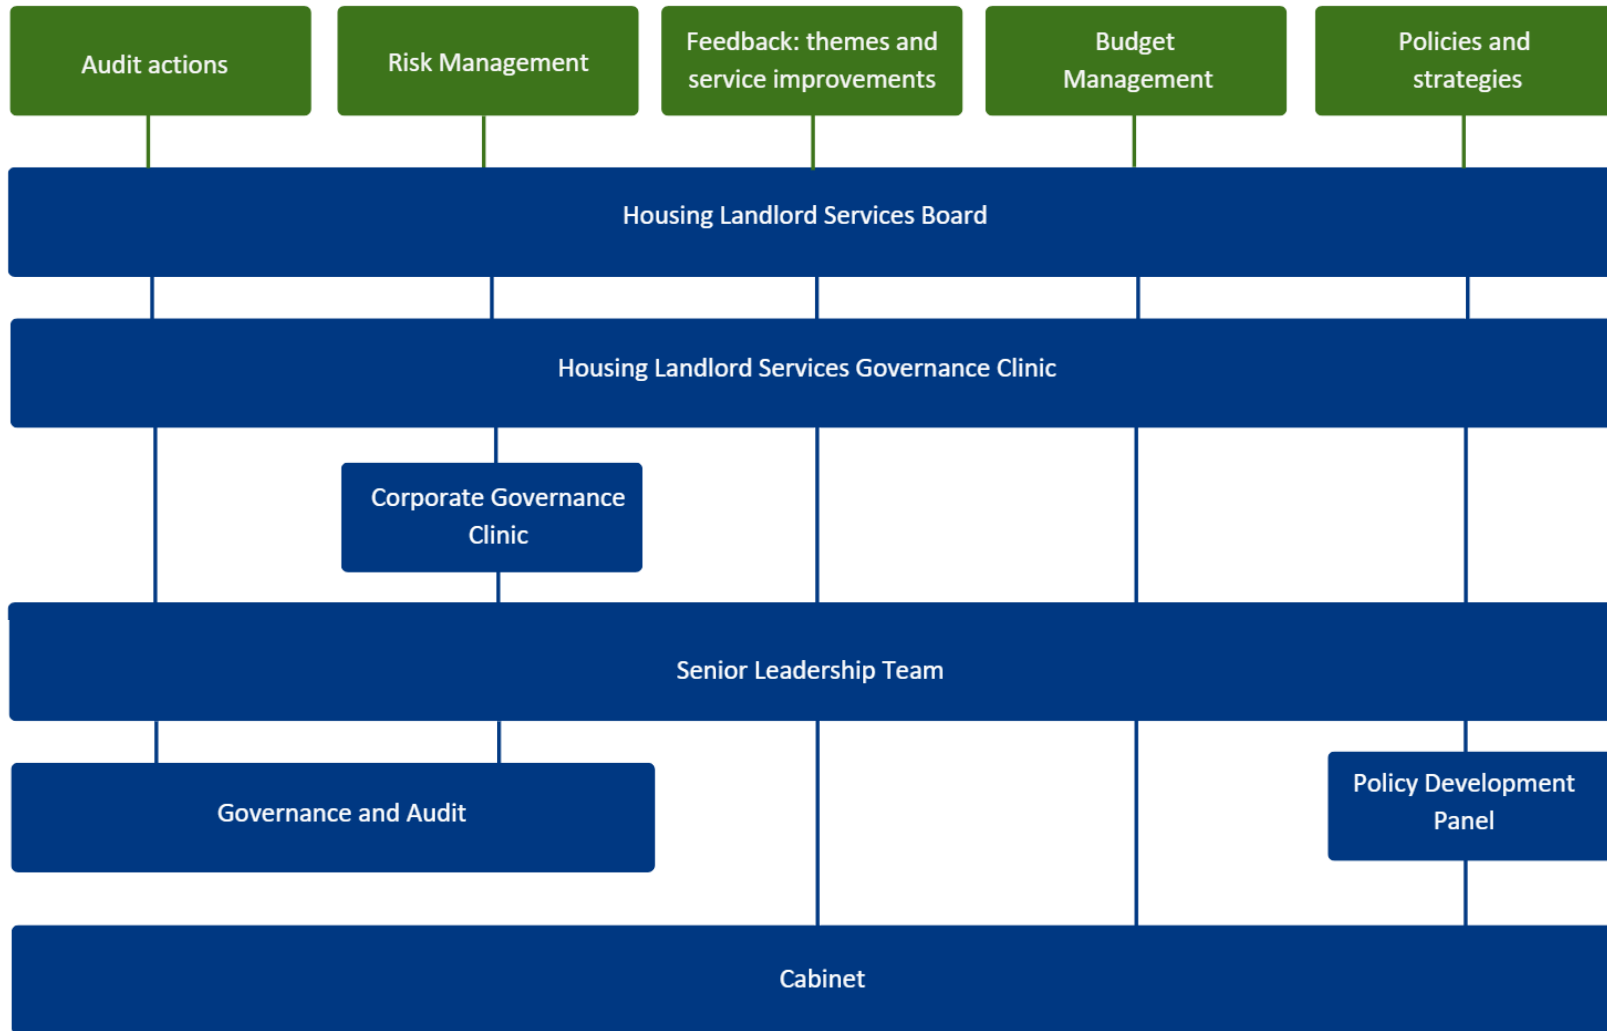 Audit actions
Risk Management
Feedback: themes and
service improvements
Budget
Management
Policies and
strategies
Housing Landlord Services Board
Housing Landlord Services Governance Clinic
Corporate Governance
Clinic
Senior Leadership Team
Governance and Audit
Policy Development
Panel
Cabinet